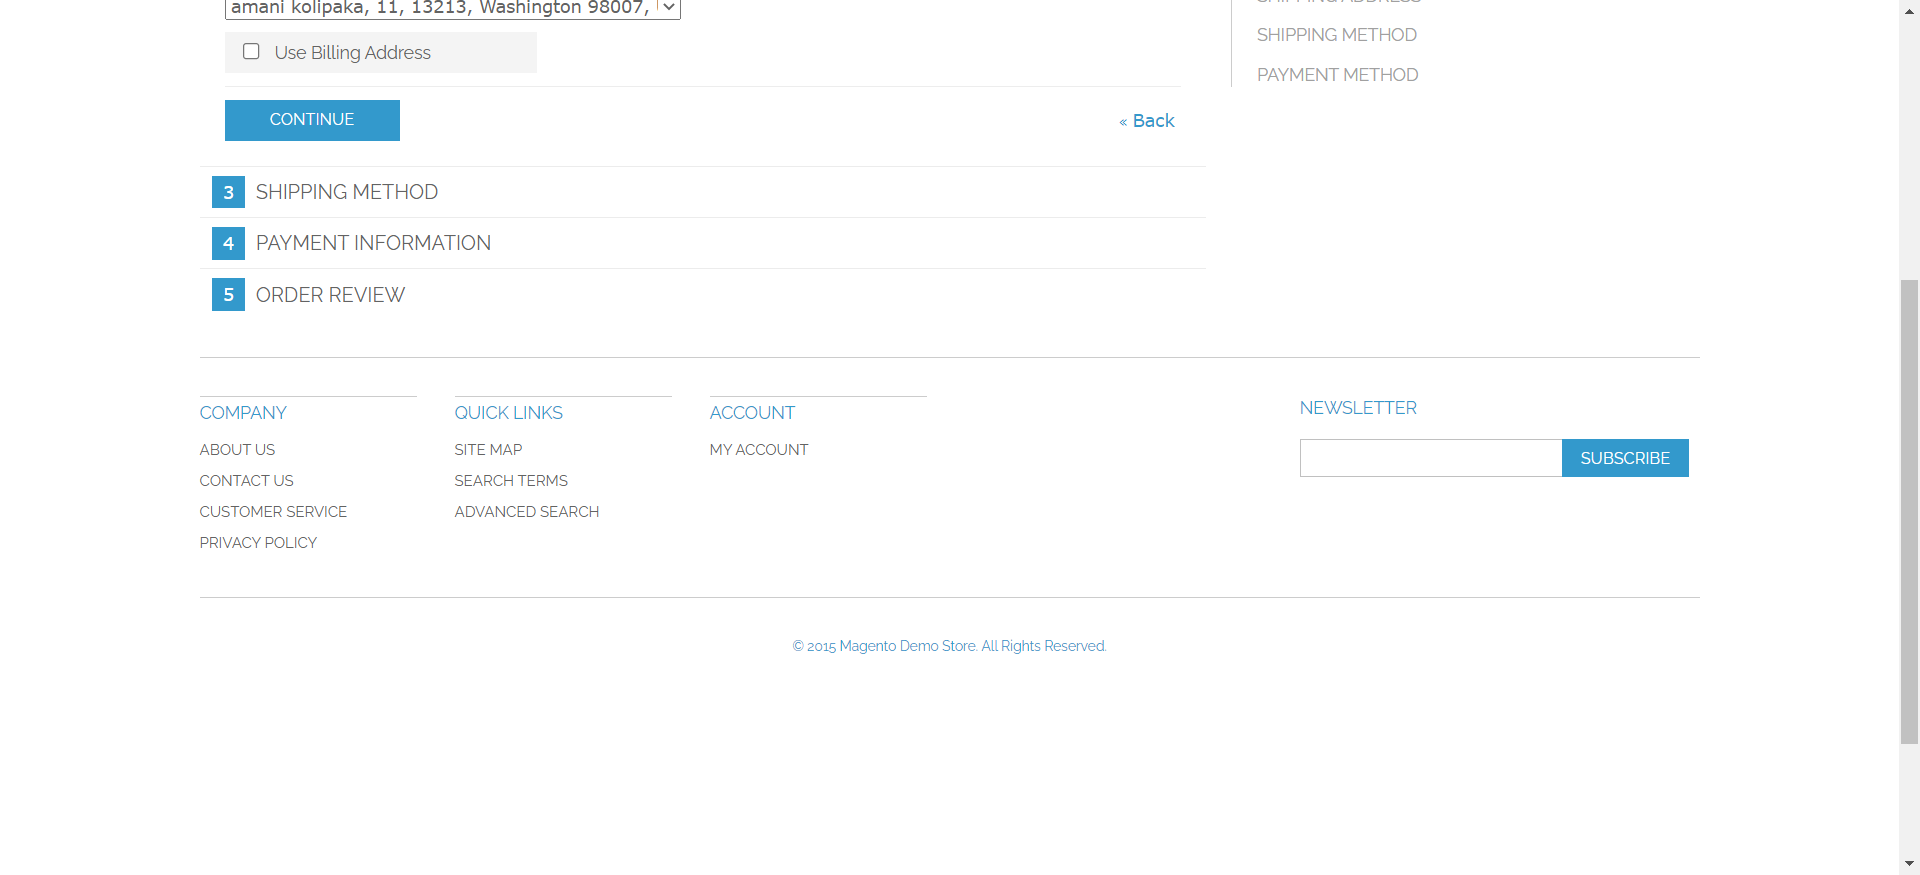 amani kolipaka, 11, 13213, Washington 98007,
Use Billing Address
CONTINUE
« Back
SHIPPING ADDRESS
SHIPPING METHOD
PAYMENT METHOD
3 SHIPPING METHOD
4 PAYMENT INFORMATION
5 ORDER REVIEW
COMPANY
ABOUT US
CONTACT US
CUSTOMER SERVICE
PRIVACY POLICY
QUICK LINKS
SITE MAP
SEARCH TERMS
ADVANCED SEARCH
ACCOUNT
MY ACCOUNT
NEWSLETTER
SUBSCRIBE
© 2015 Magento Demo Store. All Rights Reserved.